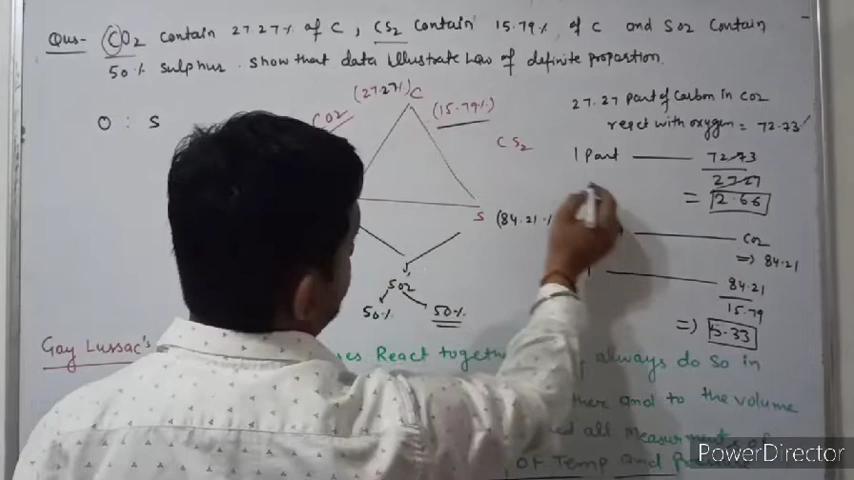 Qus- CO2 contain 27.27% of C, CS2 contain 15.79% of C and SO2 contain
50% sulphur. Show that data illustrate Law of definite proportion.
O : S
CO2
(27.27%) C
(15.79%)
CS2
S (84.21%
SO2
50% 50%
27.27 part of Carbon in CO2
react with oxygen = 72.73
1 Part 72.73
27.27
= 2.66
CO2
=> 84.21
84.21
15.79
=) 5.33
Gay Lussac's
React together
always do so in
and to the volume
all Measurments of
of Temp and
PowerDirector